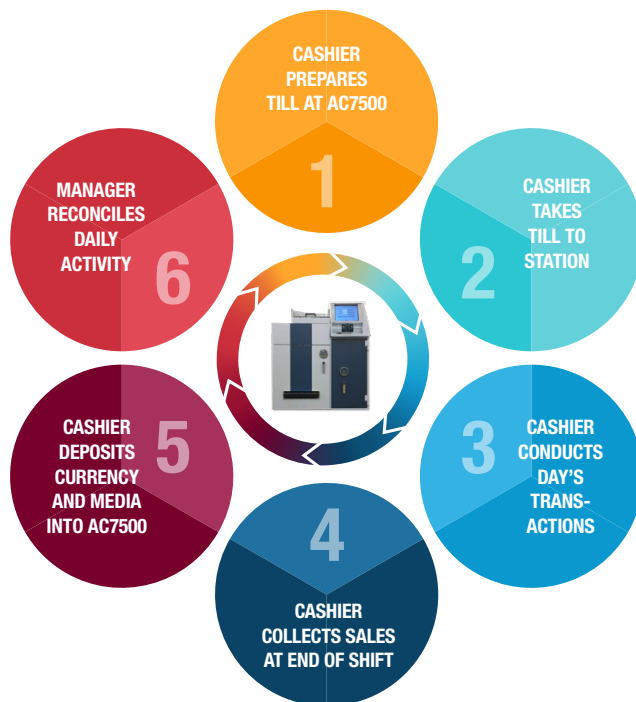 CASHIER
PREPARES
TILL AT AC7500
1
CASHIER
TAKES
TILL TO
STATION
2
3
CASHIER
CONDUCTS
DAY'S
TRANS-
ACTIONS
4
CASHIER
COLLECTS SALES
AT END OF SHIFT
CASHIER
DEPOSITS
CURRENCY
AND MEDIA
INTO AC7500
5
MANAGER
RECONCILES
DAILY
ACTIVITY
6